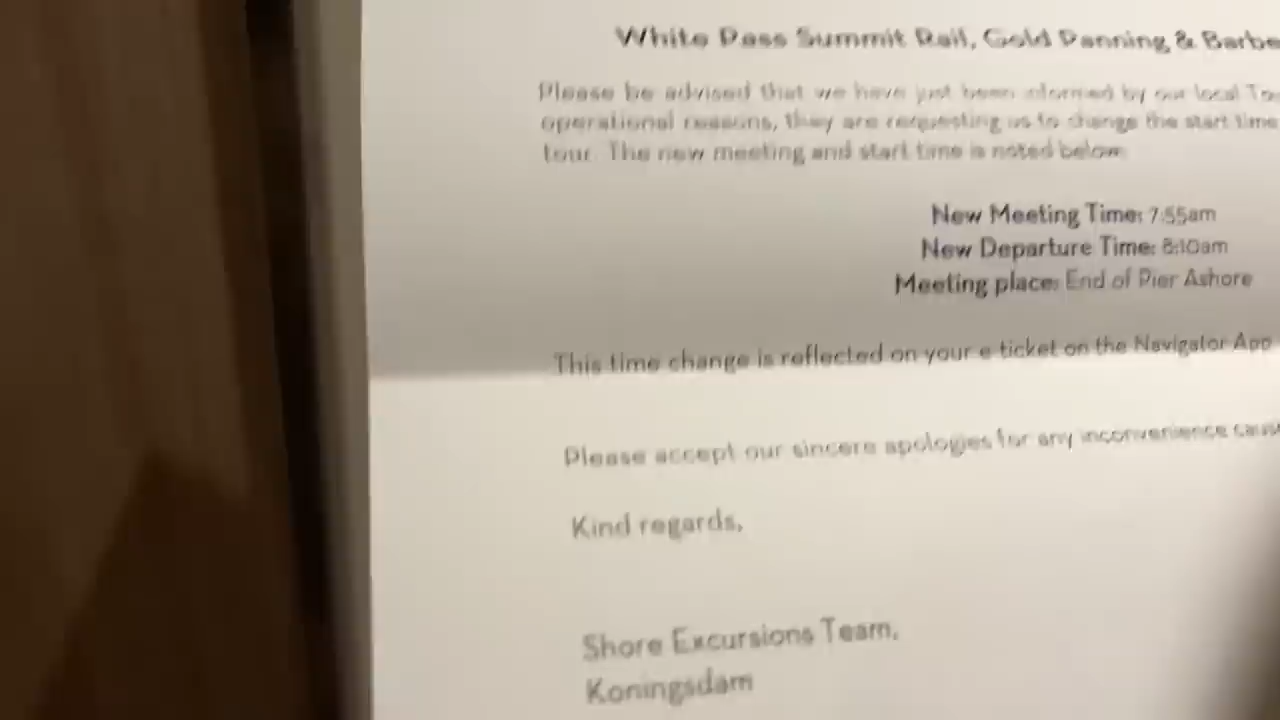 White Pass Summit Rail, Gold Panning & Barbe
Please be advised that we have just been informed by our local To
operational reasons, they are requesting us to change the start time
tour. The new meeting and start time is noted below:
New Meeting Time: 7:55am
New Departure Time: 8:10am
Meeting place: End of Pier Ashore
This time change is reflected on your e ticket on the Navigator App
Please accept our sincere apologies for any inconvenience cause
Kind regards,
Shore Excursions Team,
Koningsdam